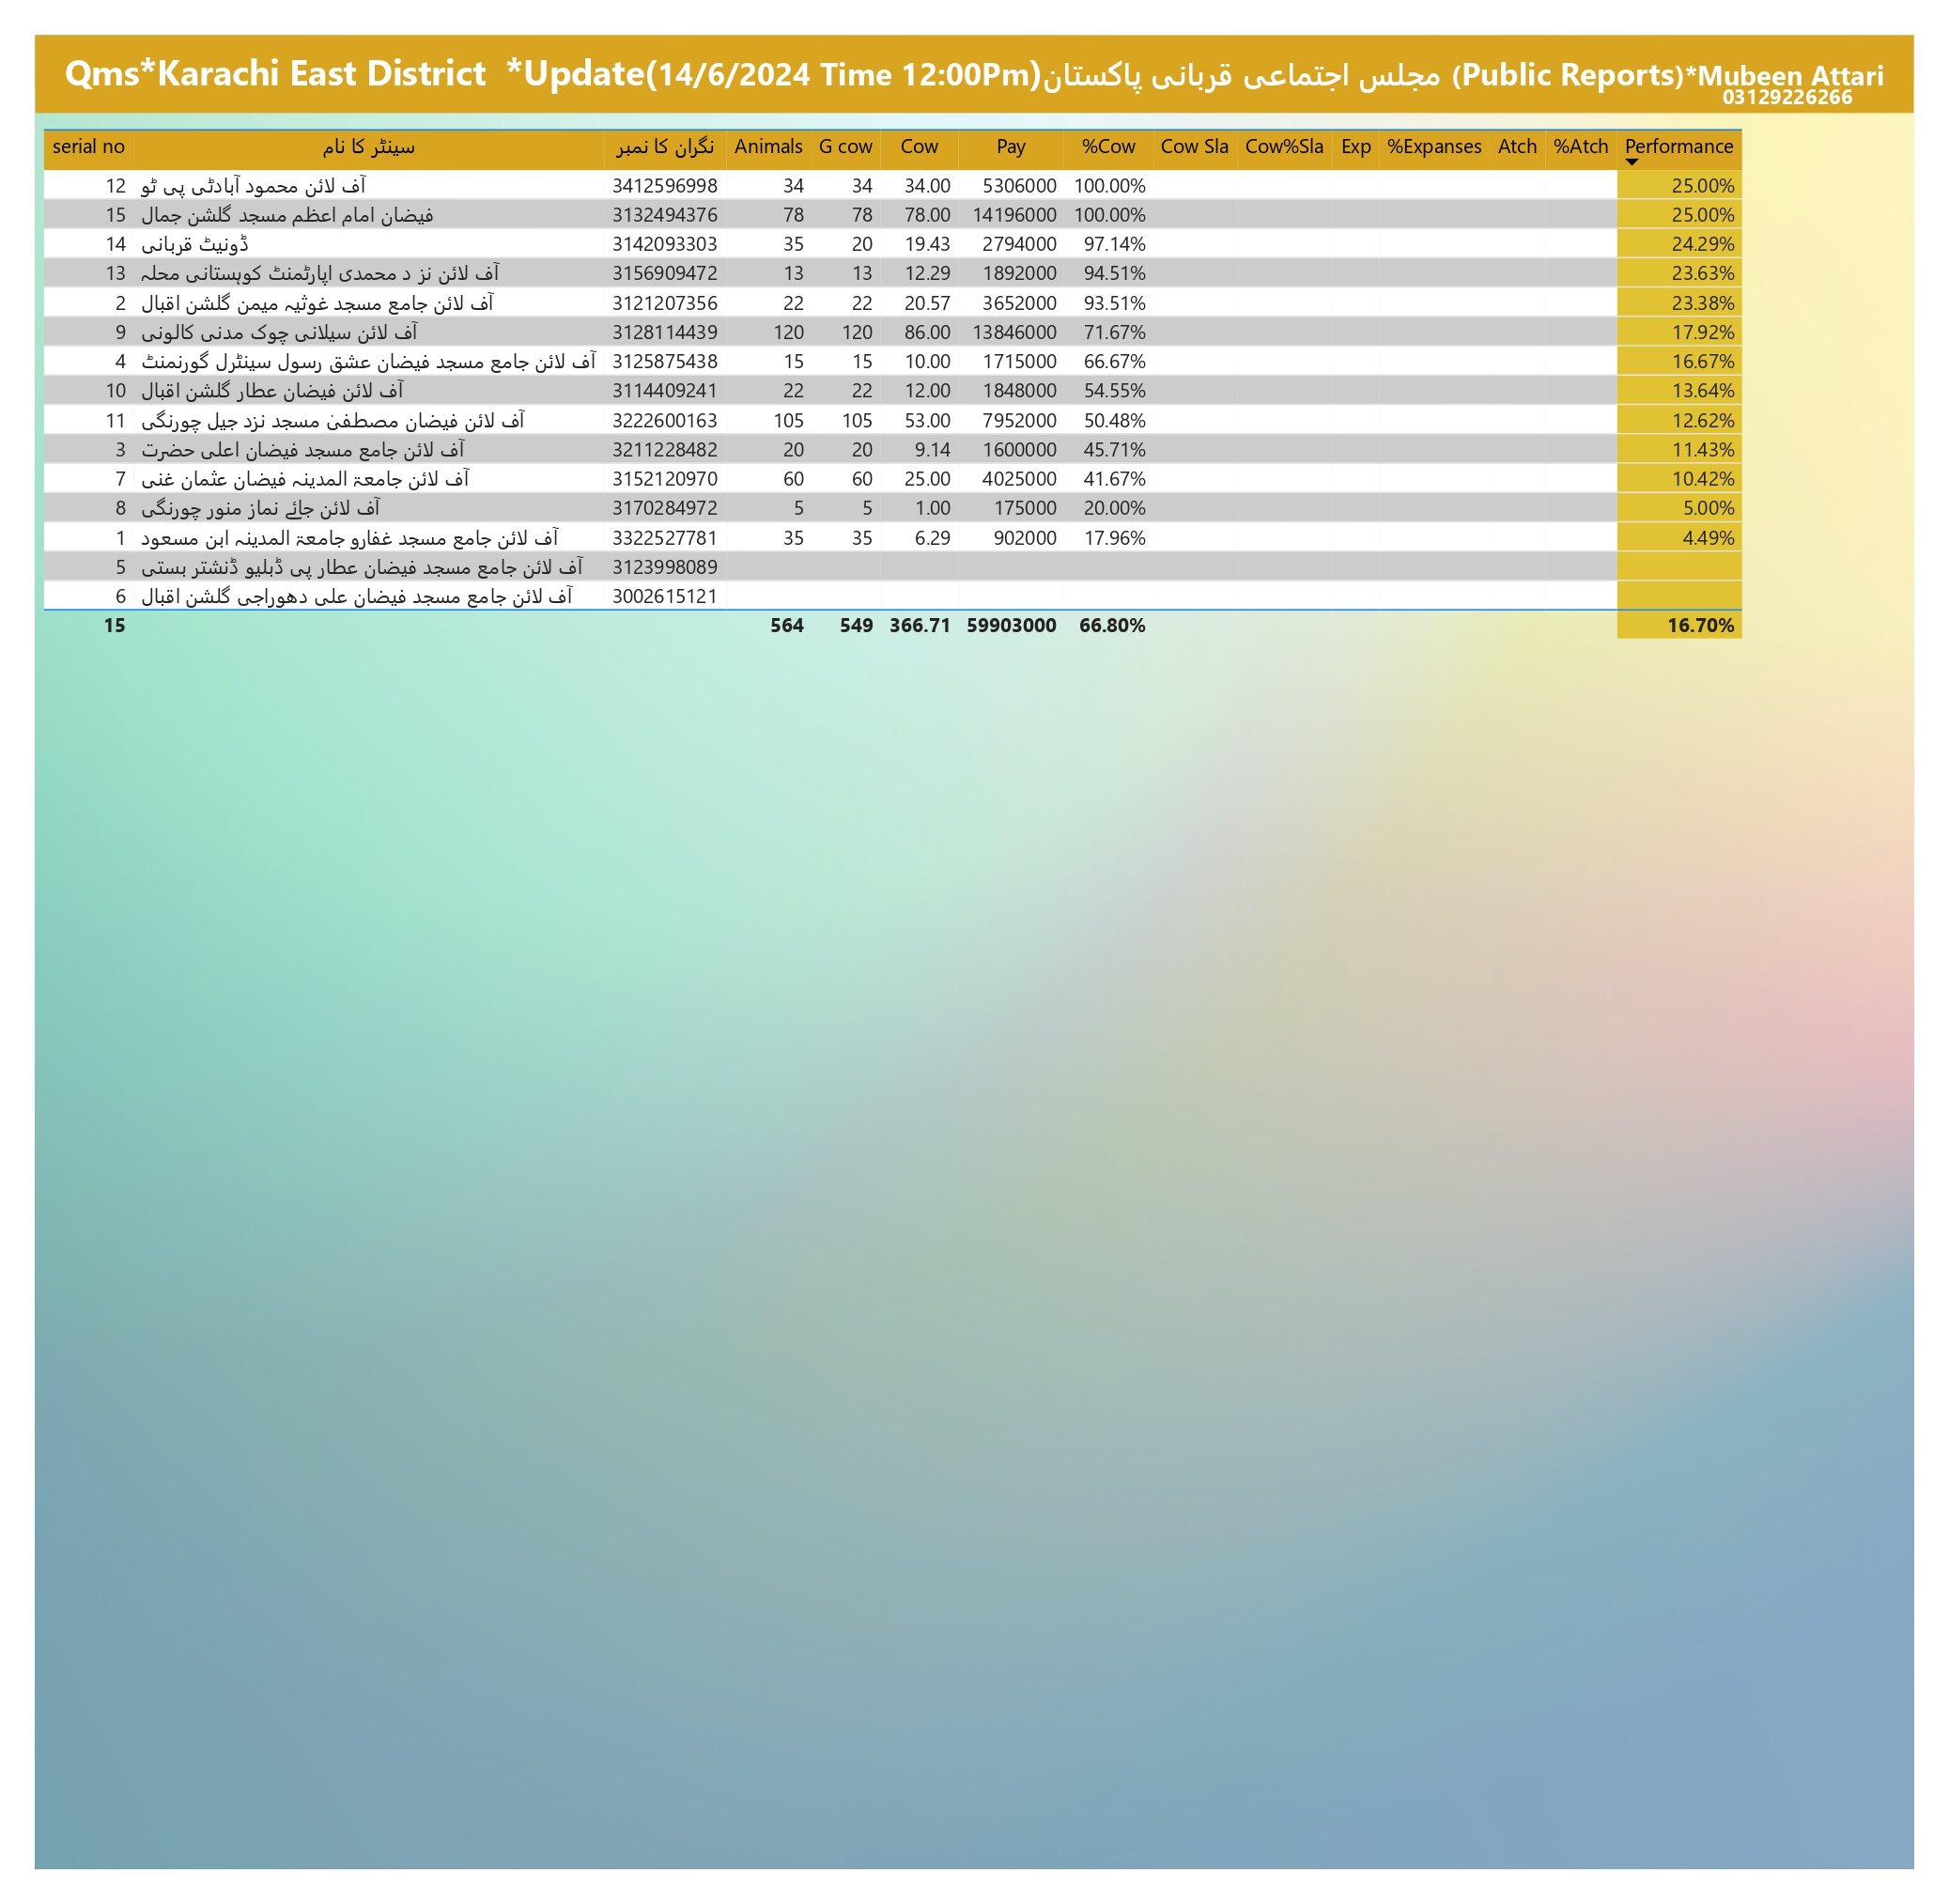 Qms*Karachi East District *Update(14/6/2024 Time 12:00Pm)مجلس اجتماعی قربانی پاکستان (Public Reports)*Mubeen Attari
03129226266
serial no سینٹر کا نام نگران کا نمبر Animals G cow Cow Pay %Cow Cow Sla Cow%Sla Exp %Expanses Atch %Atch Performance
12 آف لائن محمود آبادٹی پی ٹو 3412596998 34 34 34.00 5306000 100.00% 25.00%
15 فیضان امام اعظم مسجد گلشن جمال 3132494376 78 78 78.00 14196000 100.00% 25.00%
14 ڈونیٹ قربانی 3142093303 35 20 19.43 2794000 97.14% 24.29%
13 آف لائن نز د محمدی اپارٹمنٹ کوہستانی محلہ 3156909472 13 13 12.29 1892000 94.51% 23.63%
2 آف لائن جامع مسجد غوثیہ میمن گلشن اقبال 3121207356 22 22 20.57 3652000 93.51% 23.38%
9 آف لائن سیلانی چوک مدنی کالونی 3128114439 120 120 86.00 13846000 71.67% 17.92%
4 آف لائن جامع مسجد فیضان عشق رسول سینٹرل گورنمنٹ 3125875438 15 15 10.00 1715000 66.67% 16.67%
10 آف لائن فیضان عطار گلشن اقبال 3114409241 22 22 12.00 1848000 54.55% 13.64%
11 آف لائن فیضان مصطفیٰ مسجد نزد جیل چورنگی 3222600163 105 105 53.00 7952000 50.48% 12.62%
3 آف لائن جامع مسجد فیضان اعلی حضرت 3211228482 20 20 9.14 1600000 45.71% 11.43%
7 آف لائن جامعۃ المدینہ فیضان عثمان غنی 3152120970 60 60 25.00 4025000 41.67% 10.42%
8 آف لائن جائے نماز منور چورنگی 3170284972 5 5 1.00 175000 20.00% 5.00%
1 آف لائن جامع مسجد غفارو جامعۃ المدینہ ابن مسعود 3322527781 35 35 6.29 902000 17.96% 4.49%
5 آف لائن جامع مسجد فیضان عطار پی ڈبلیو ڈنشتر بستی 3123998089
6 آف لائن جامع مسجد فیضان علی دھوراجی گلشن اقبال 3002615121
15 564 549 366.71 59903000 66.80% 16.70%